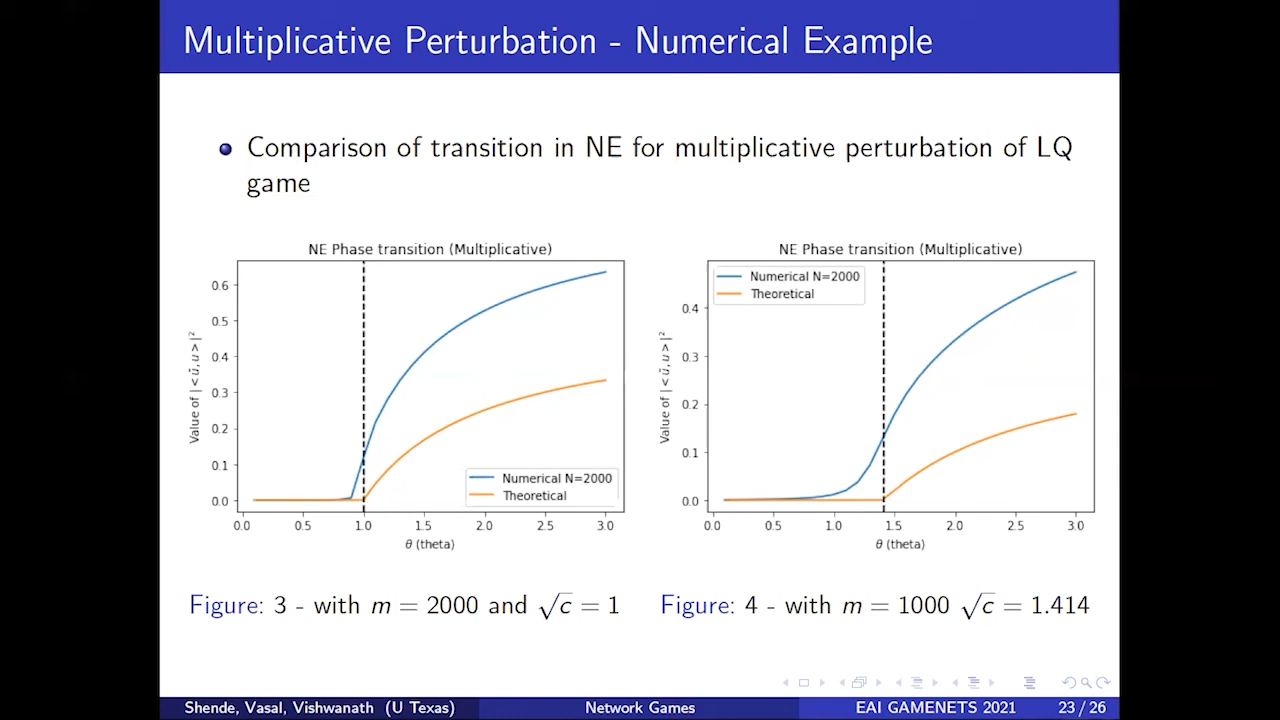 Multiplicative Perturbation - Numerical Example
Comparison of transition in NE for multiplicative perturbation of LQ
game
NE Phase transition (Multiplicative)
Value of |< ũ, u > |²
0.6
0.5
0.4
0.3
0.2
0.1
0.0
0.0 0.5 1.0 1.5 2.0 2.5 3.0
θ (theta)
Numerical N=2000
Theoretical
Figure: 3 - with m = 2000 and √c = 1
NE Phase transition (Multiplicative)
Value of |< ũ, u > |²
0.4
0.3
0.2
0.1
0.0
0.0 0.5 1.0 1.5 2.0 2.5 3.0
θ (theta)
Numerical N=2000
Theoretical
Figure: 4 - with m = 1000 √c = 1.414
Shende, Vasal, Vishwanath (U Texas) Network Games EAI GAMENETS 2021 23 / 26